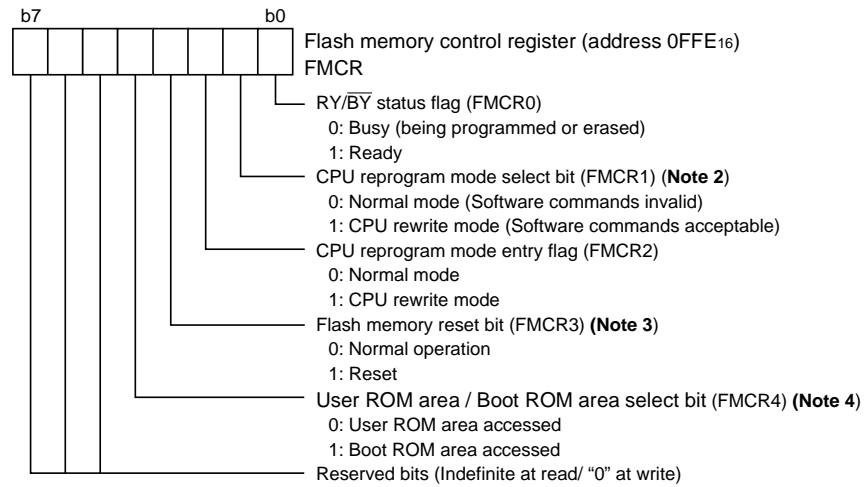 b7 b0
Flash memory control register (address 0FFE16)
FMCR
RY/BY status flag (FMCR0)
0: Busy (being programmed or erased)
1: Ready
CPU reprogram mode select bit (FMCR1) (Note 2)
0: Normal mode (Software commands invalid)
1: CPU rewrite mode (Software commands acceptable)
CPU reprogram mode entry flag (FMCR2)
0: Normal mode
1: CPU rewrite mode
Flash memory reset bit (FMCR3) (Note 3)
0: Normal operation
1: Reset
User ROM area / Boot ROM area select bit (FMCR4) (Note 4)
0: User ROM area accessed
1: Boot ROM area accessed
Reserved bits (Indefinite at read/ “0” at write)